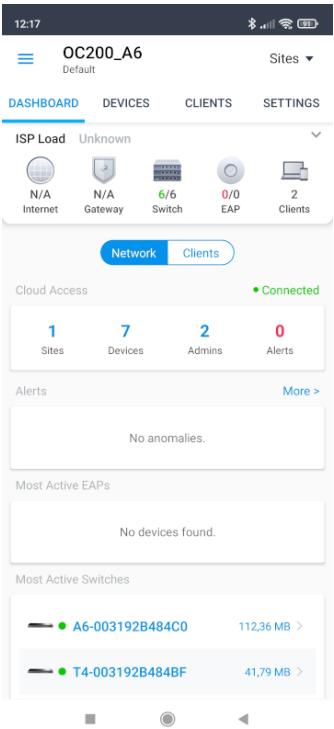 12:17
91
OC200_A6
Default
Sites
DASHBOARD DEVICES CLIENTS SETTINGS
ISP Load Unknown
N/A N/A 6/6 0/0 2
Internet Gateway Switch EAP Clients
Network Clients
Cloud Access Connected
1 7 2 0
Sites Devices Admins Alerts
Alerts More >
No anomalies.
Most Active EAPs
No devices found.
Most Active Switches
A6-003192B484C0 112,36 MB >
T4-003192B484BF 41,79 MB >